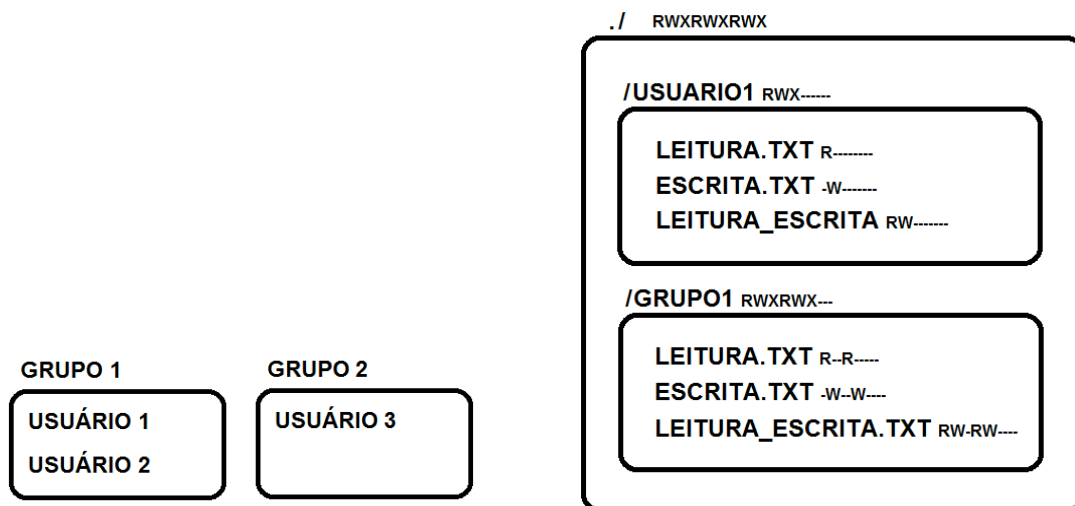 ./ RWXRWXRWX
/USUARIO1 RWX------
LEITURA.TXT R--------
ESCRITA.TXT -W-------
LEITURA_ESCRITA RW-------
/GRUPO1 RWXRWX---
LEITURA.TXT R--R-----
ESCRITA.TXT -W--W----
LEITURA_ESCRITA.TXT RW-RW----
GRUPO 1
USUÁRIO 1
USUÁRIO 2
GRUPO 2
USUÁRIO 3